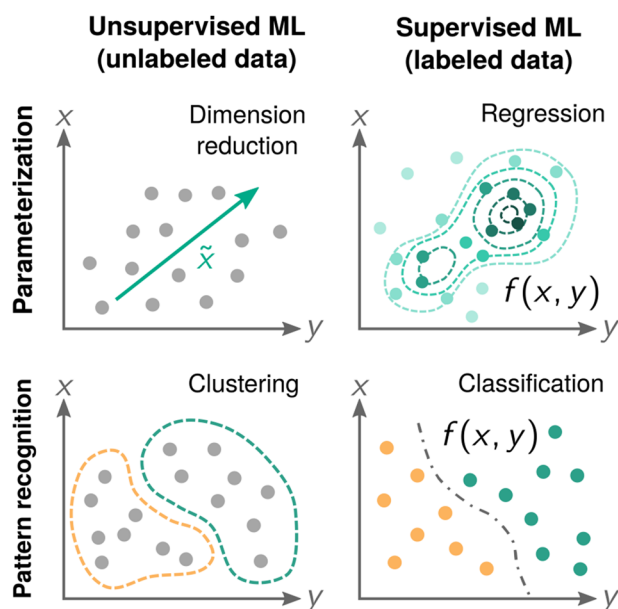 Unsupervised ML
(unlabeled data)
Supervised ML
(labeled data)
Parameterization
x
Dimension
reduction
x̃
y
x
Regression
f(x, y)
y
Pattern recognition
x
Clustering
y
x
Classification
f(x, y)
y